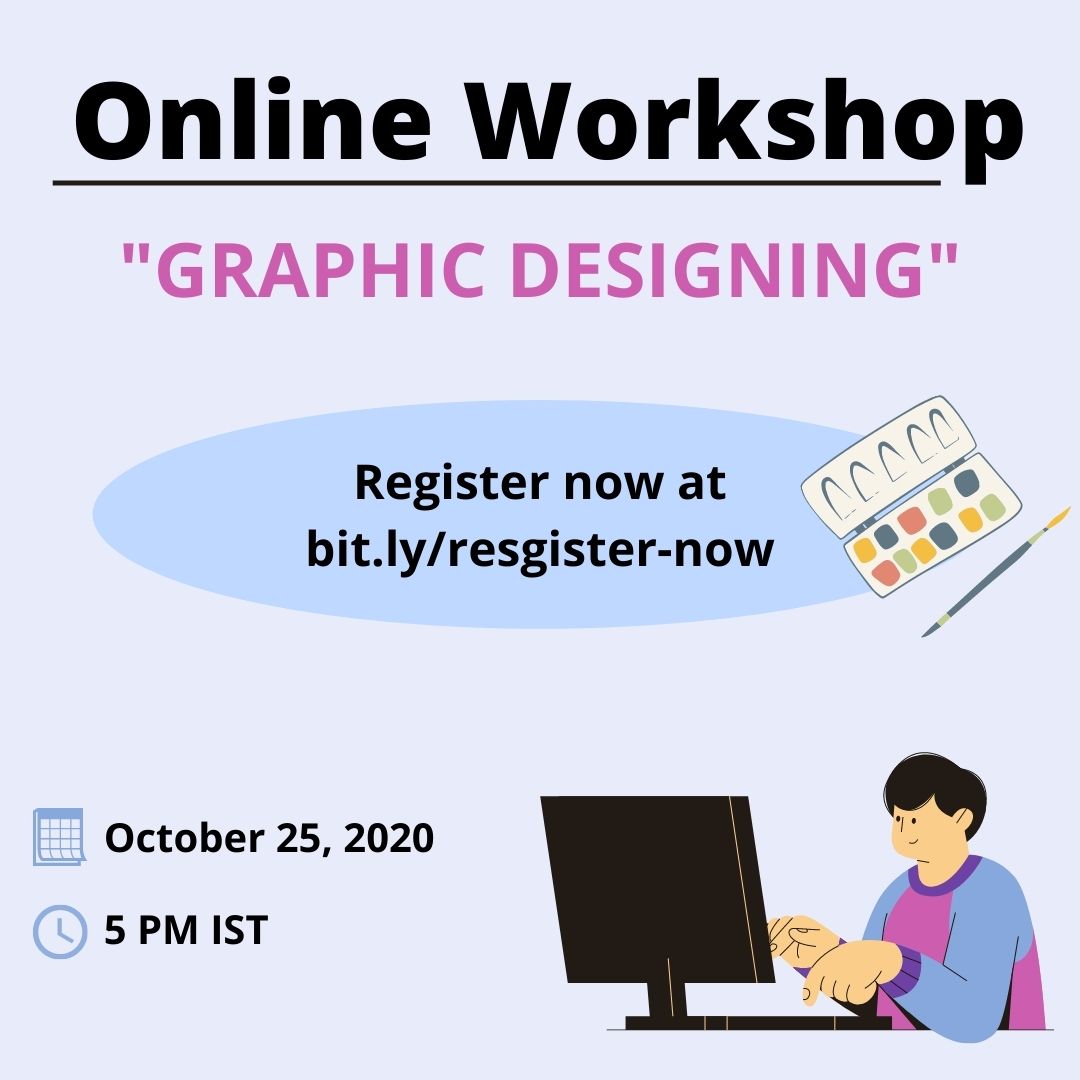 Online Workshop
"GRAPHIC DESIGNING"
Register now at
bit.ly/resgister-now
October 25, 2020
5 PM IST